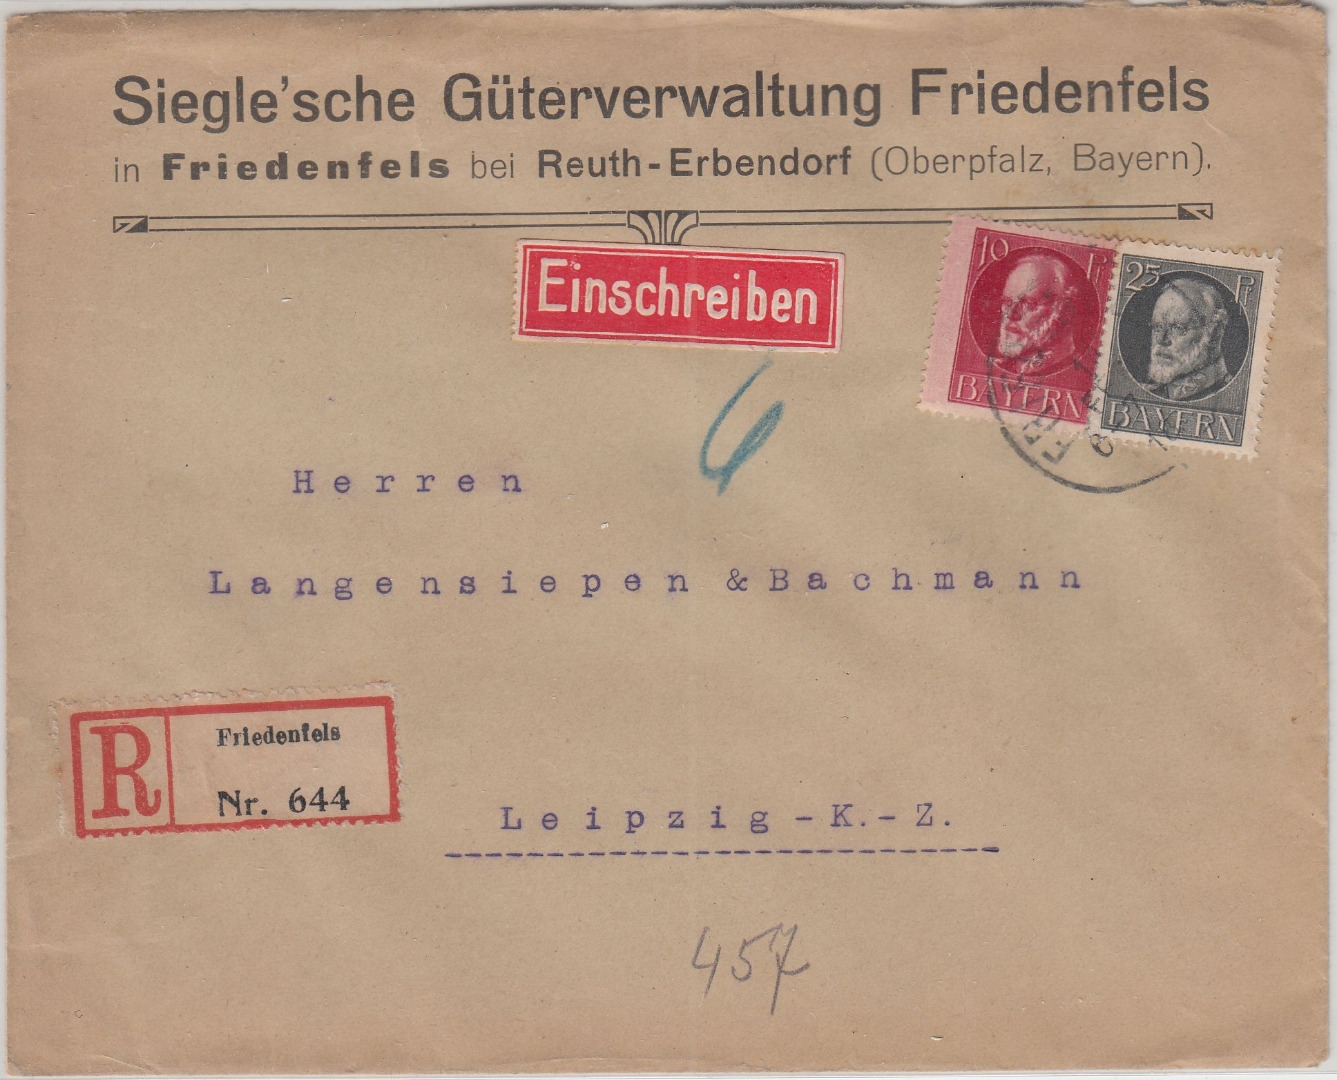 Siegle'sche Güterverwaltung Friedenfels
in Friedenfels bei Reuth-Erbendorf (Oberpfalz, Bayern).
Einschreiben
10 Pf
BAYERN
25 Pf
BAYERN
6
Herren
Langensiepen & Bachmann
R
Friedenfels
Nr. 644
Leipzig-K.-Z.
457